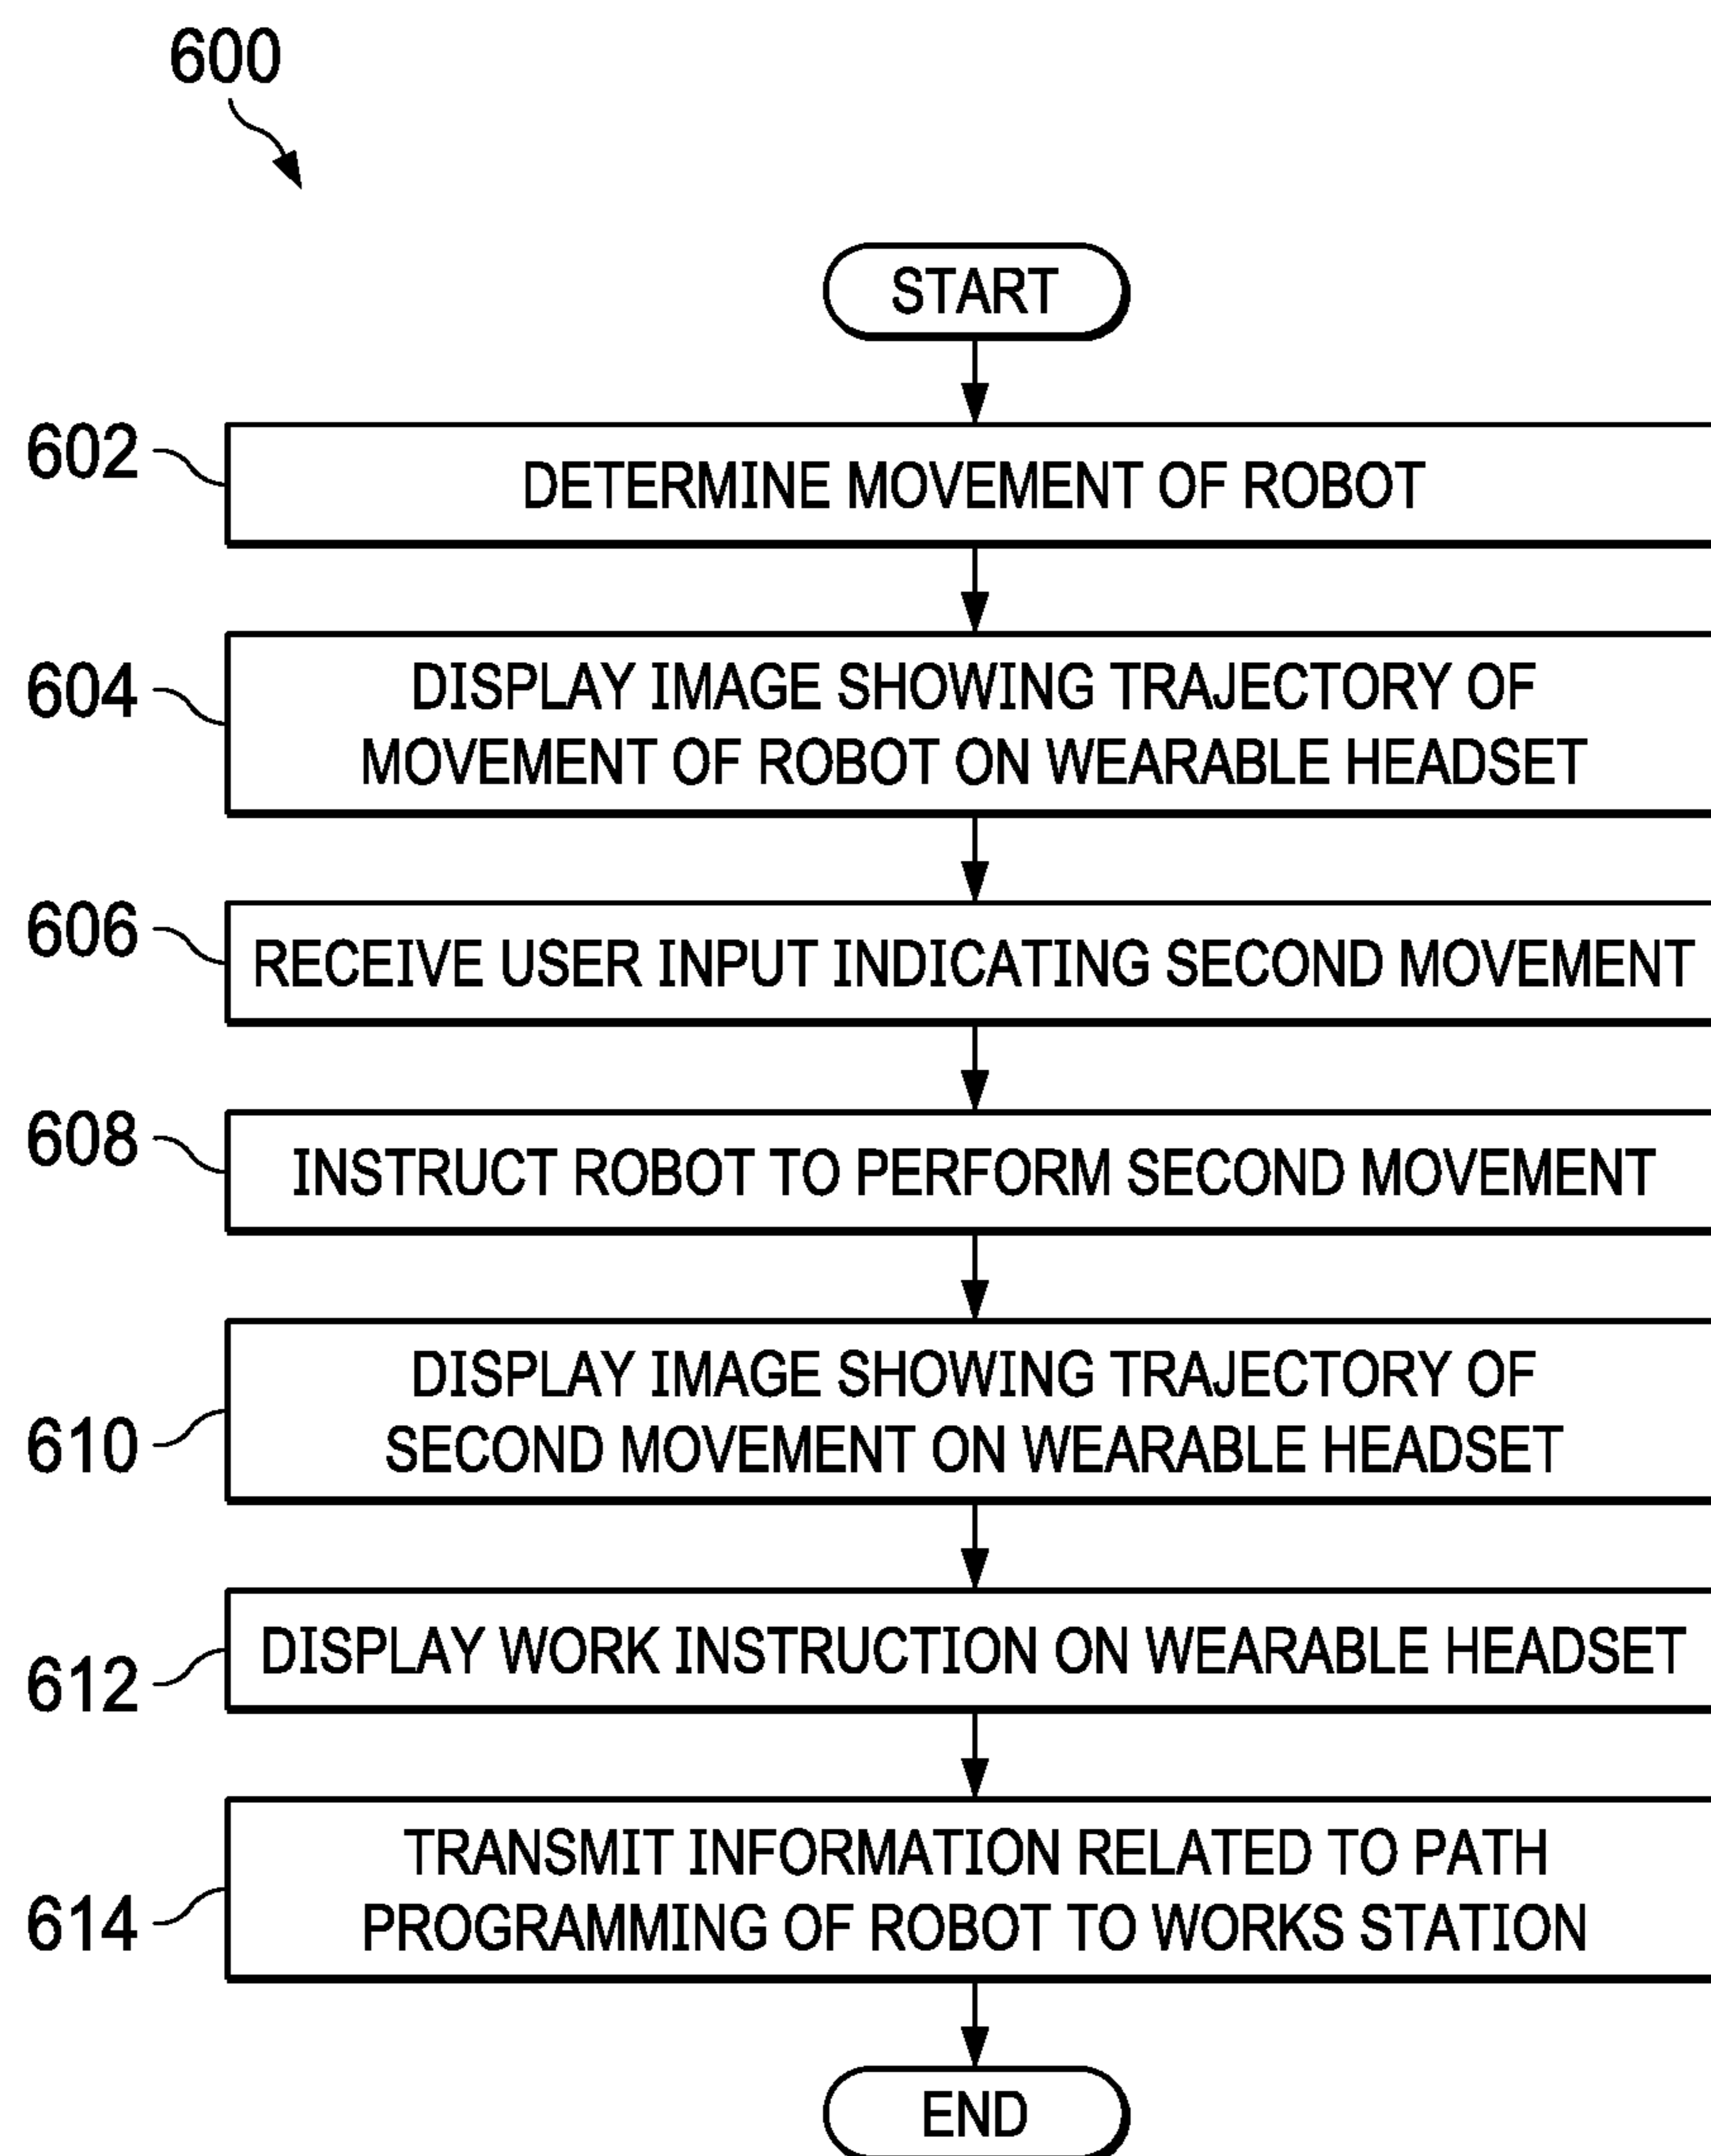 600
START
602
DETERMINE MOVEMENT OF ROBOT
604
DISPLAY IMAGE SHOWING TRAJECTORY OF
MOVEMENT OF ROBOT ON WEARABLE HEADSET
606
RECEIVE USER INPUT INDICATING SECOND MOVEMENT
608
INSTRUCT ROBOT TO PERFORM SECOND MOVEMENT
610
DISPLAY IMAGE SHOWING TRAJECTORY OF
SECOND MOVEMENT ON WEARABLE HEADSET
612
DISPLAY WORK INSTRUCTION ON WEARABLE HEADSET
614
TRANSMIT INFORMATION RELATED TO PATH
PROGRAMMING OF ROBOT TO WORKS STATION
END